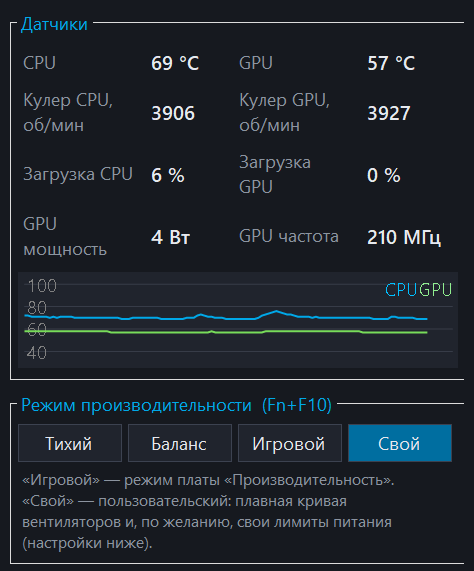 Датчики
CPU 69 °C GPU 57 °C
Кулер CPU, об/мин 3906 Кулер GPU, об/мин 3927
Загрузка CPU 6 % Загрузка GPU 0 %
GPU мощность 4 Вт GPU частота 210 МГц
100
CPU GPU
80
60
40
Режим производительности (Fn+F10)
Тихий Баланс Игровой Свой
«Игровой» — режим платы «Производительность».
«Свой» — пользовательский: плавная кривая
вентиляторов и, по желанию, свои лимиты питания
(настройки ниже).